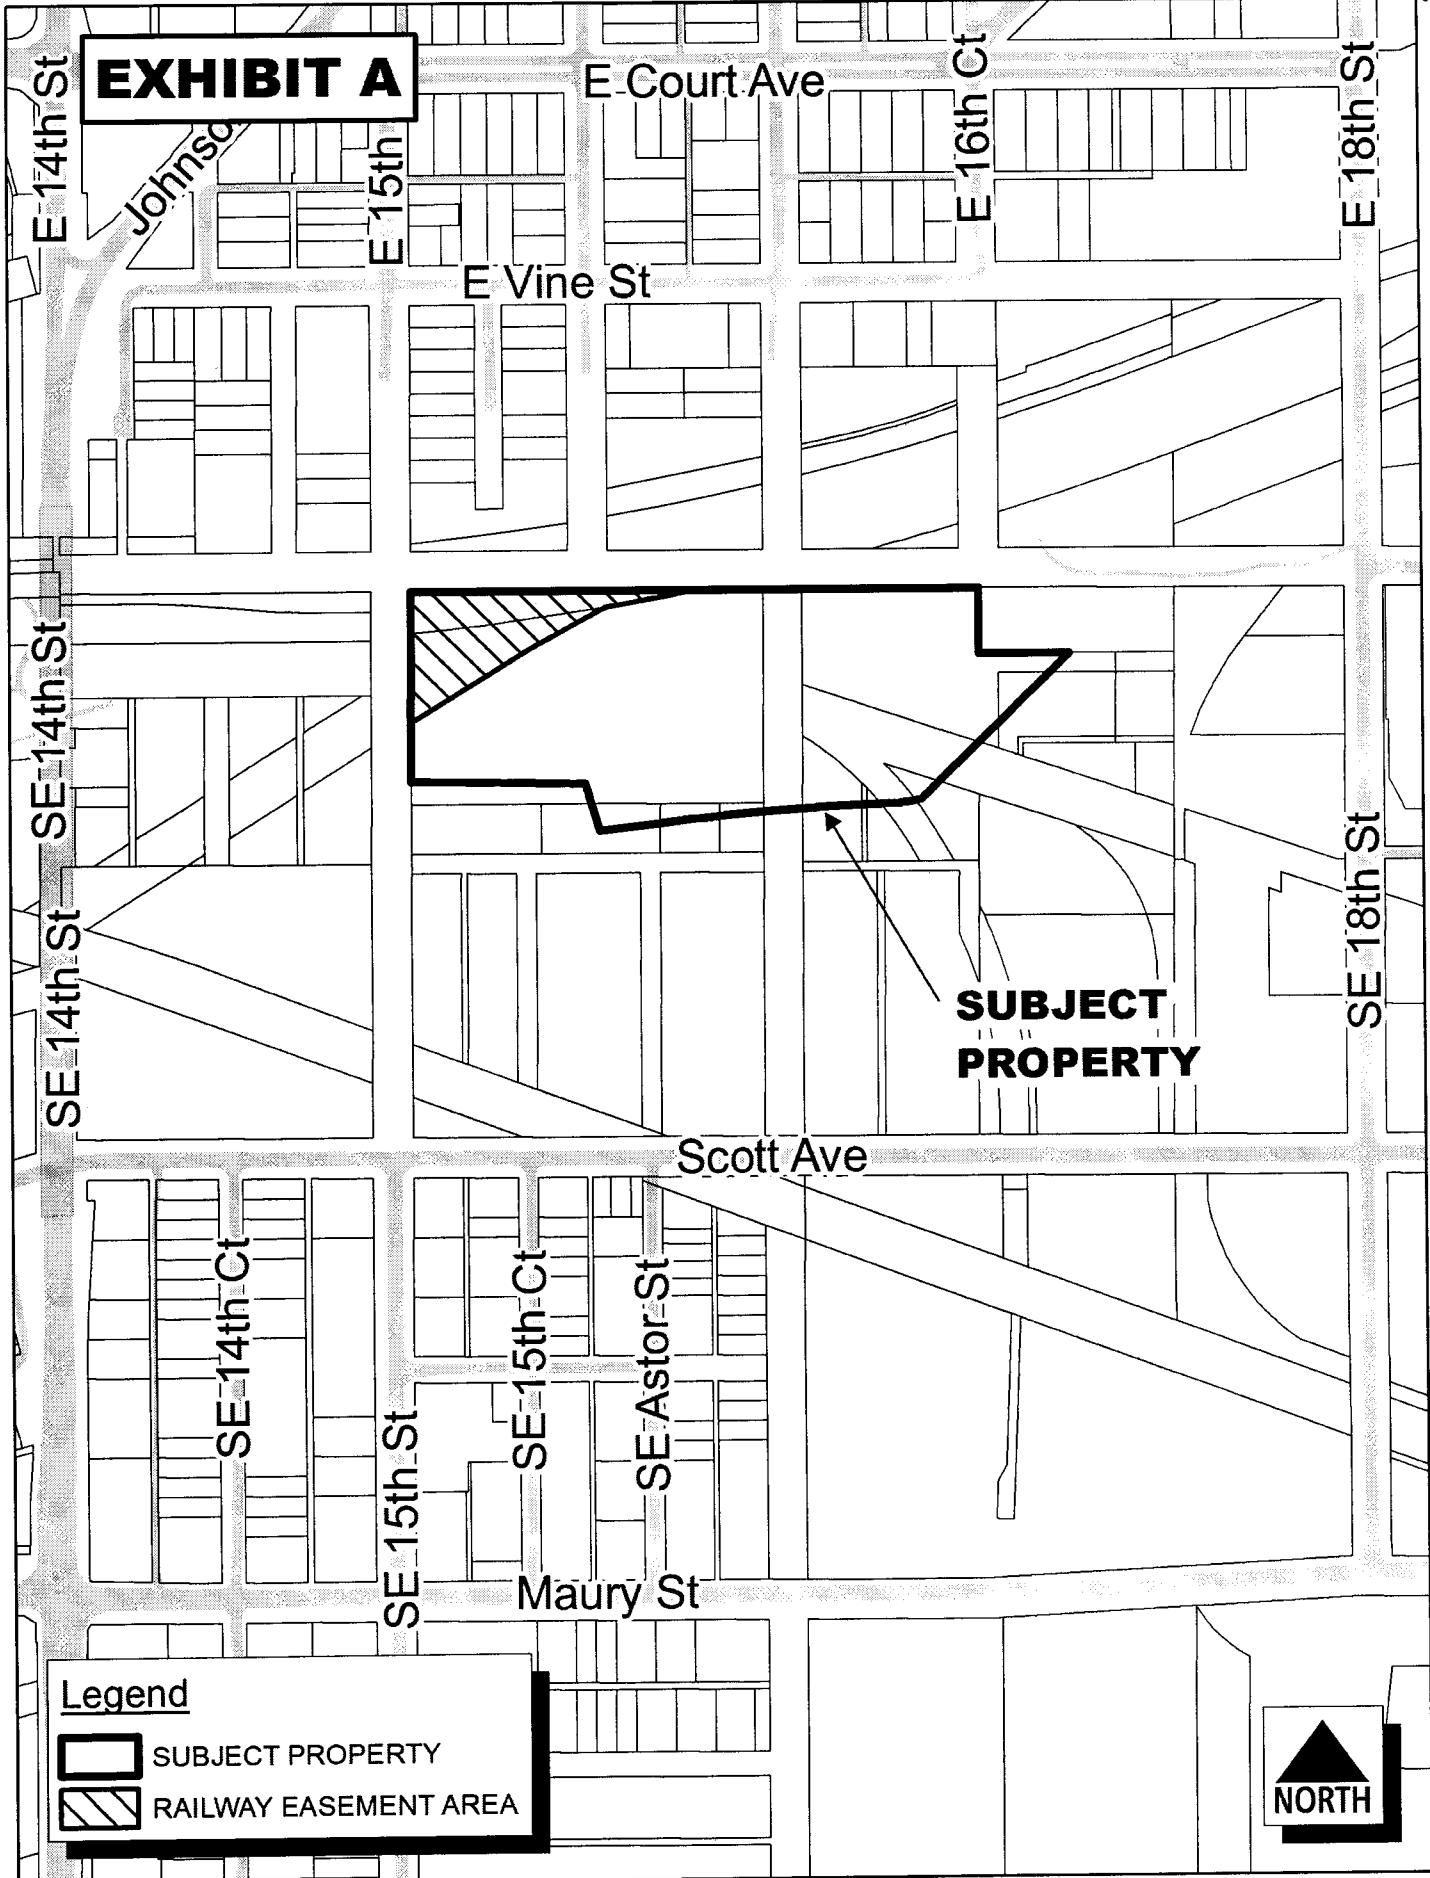 EXHIBIT A
E Court Ave
E 14th St
Johnso
E 15th
E 16th Ct
E 18th St
E Vine St
SE 14th St
SE 14th St
SE 18th St
SUBJECT
PROPERTY
Scott Ave
SE 14th Ct
SE 15th St
SE 15th Ct
SE Astor St
Maury St
Legend
SUBJECT PROPERTY
RAILWAY EASEMENT AREA
NORTH